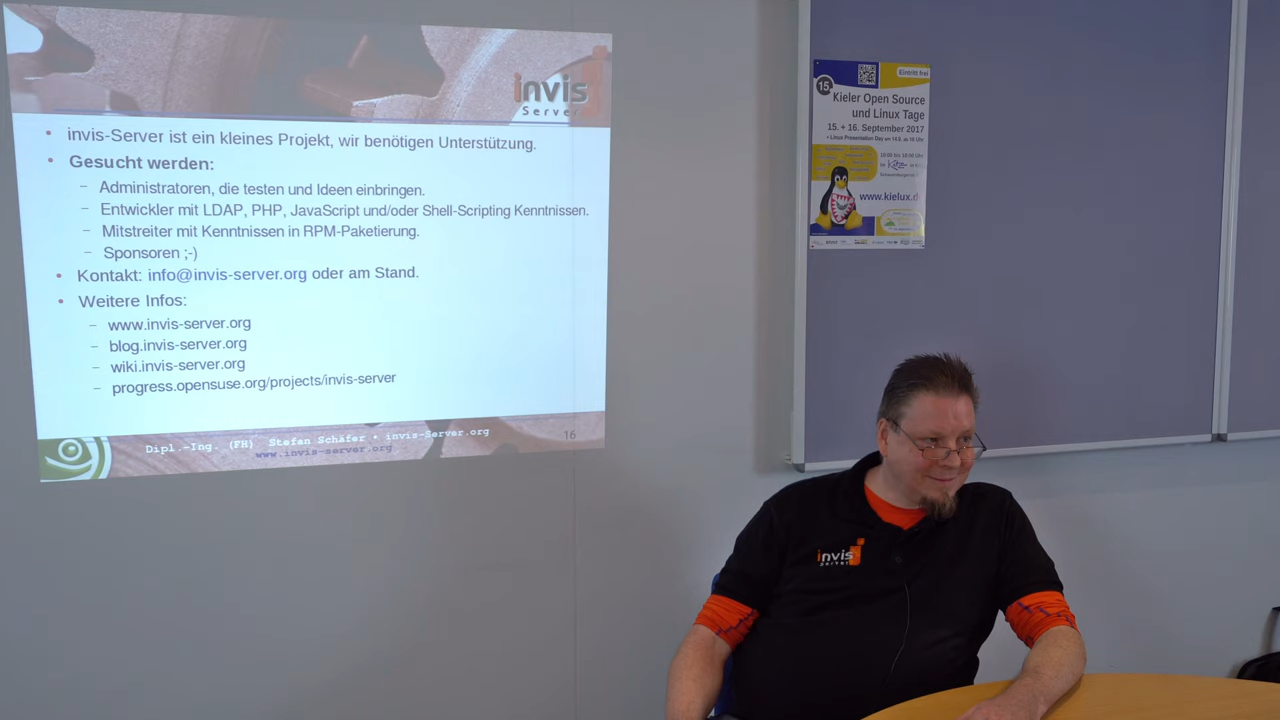 invis
Server
invis-Server ist ein kleines Projekt, wir benötigen Unterstützung.
Gesucht werden:
Administratoren, die testen und Ideen einbringen.
Entwickler mit LDAP, PHP, JavaScript und/oder Shell-Scripting Kenntnissen.
Mitstreiter mit Kenntnissen in RPM-Paketierung.
Sponsoren ;-)
Kontakt: info@invis-server.org oder am Stand.
Weitere Infos:
www.invis-server.org
blog.invis-server.org
wiki.invis-server.org
progress.opensuse.org/projects/invis-server
Dipl.-Ing. (FH) Stefan Schäfer • invis-Server.org
www.invis-server.org
16
Eintritt frei
15.
Kieler Open Source
und Linux Tage
15. + 16. September 2017
www.kielux.de
invis
server